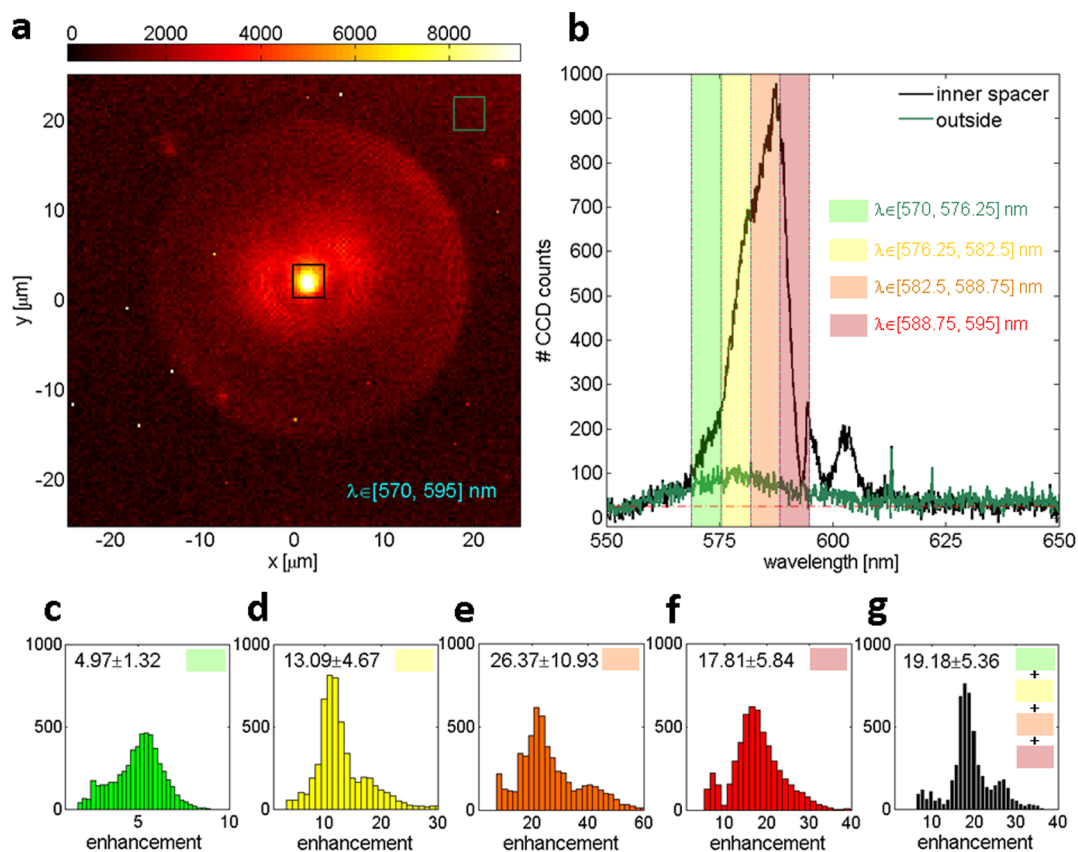 a
0 2000 4000 6000 8000
20
10
0
-10
-20
y [μm]
-20 -10 0 10 20
x [μm]
λ∈[570, 595] nm
b
1000
900
800
700
600
500
400
300
200
100
0
# CCD counts
550 575 600 625 650
wavelength [nm]
inner spacer
outside
λ∈[570, 576.25] nm
λ∈[576.25, 582.5] nm
λ∈[582.5, 588.75] nm
λ∈[588.75, 595] nm
c
1000
500
0
4.97±1.32
5 10
enhancement
d
1000
500
0
13.09±4.67
10 20 30
enhancement
e
1000
500
0
26.37±10.93
20 40 60
enhancement
f
1000
500
0
17.81±5.84
10 20 30 40
enhancement
g
1000
500
0
19.18±5.36
+
+
+
0 10 20 30 40
enhancement